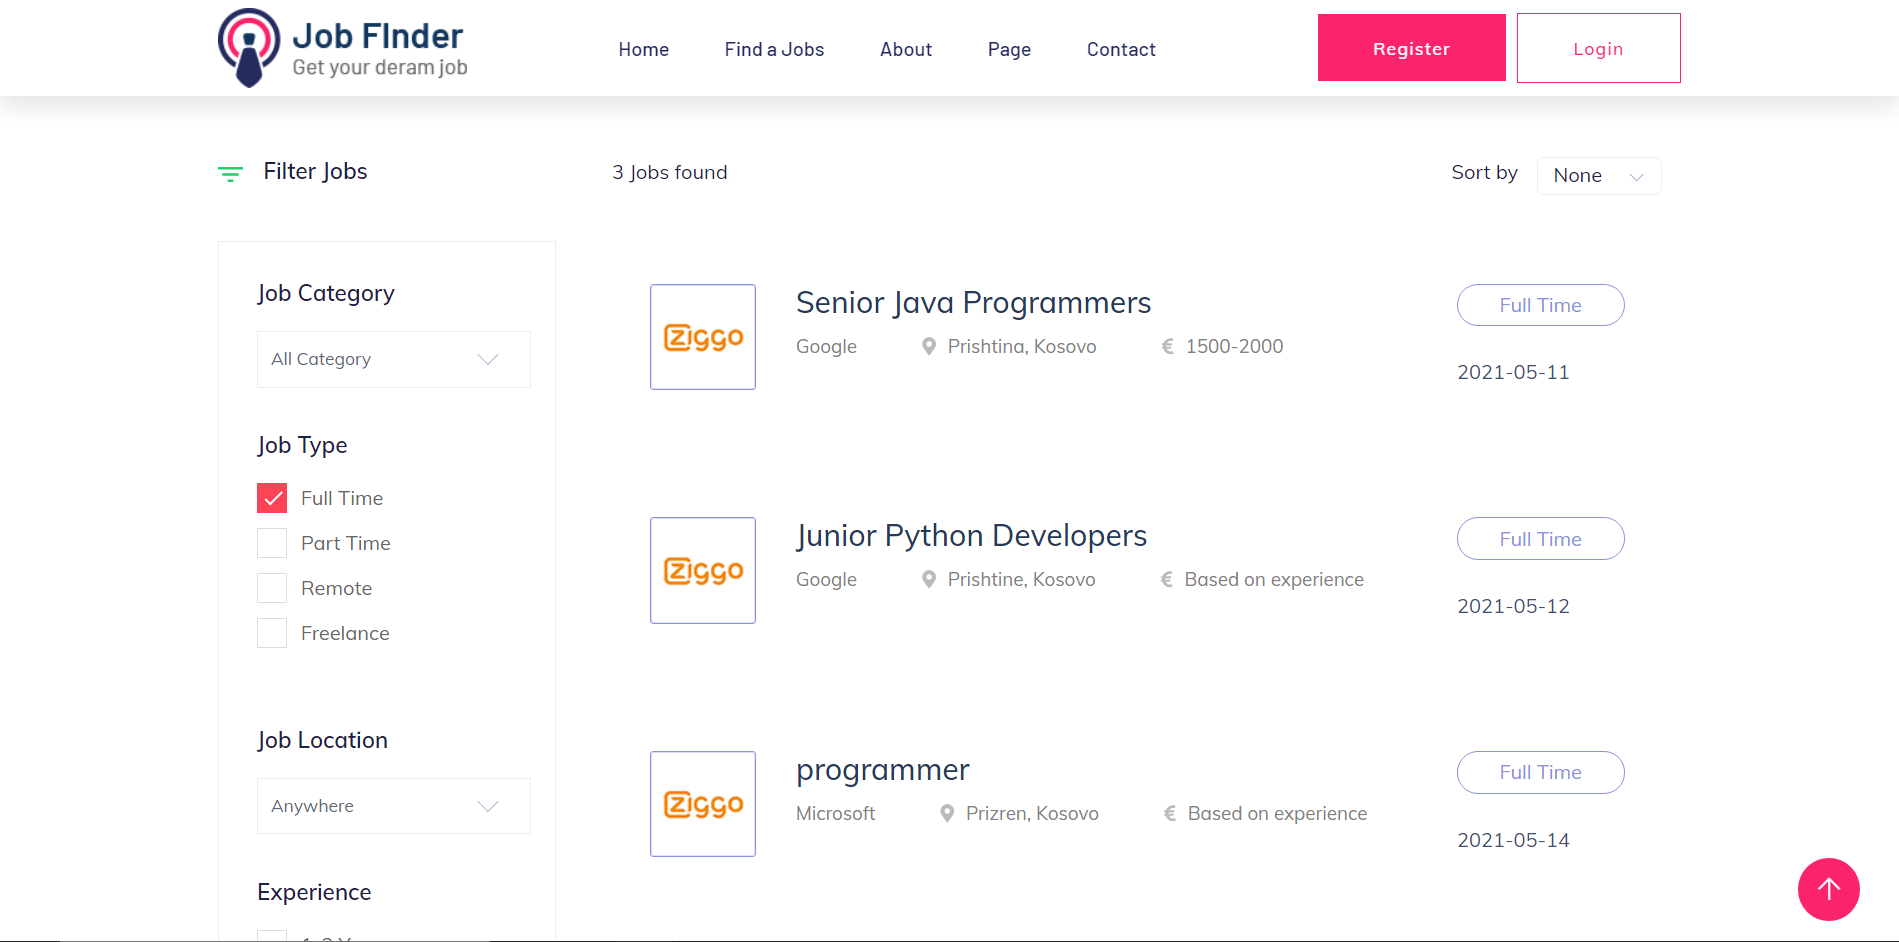 Job FInder
Get your deram job
Home
Find a Jobs
About
Page
Contact
Register
Login
Filter Jobs
3 Jobs found
Sort by
None
Job Category
All Category
Job Type
Full Time
Part Time
Remote
Freelance
Job Location
Anywhere
Experience
ziggo
Senior Java Programmers
Google
Prishtina, Kosovo
€ 1500-2000
Full Time
2021-05-11
ziggo
Junior Python Developers
Google
Prishtine, Kosovo
€ Based on experience
Full Time
2021-05-12
ziggo
programmer
Microsoft
Prizren, Kosovo
€ Based on experience
Full Time
2021-05-14